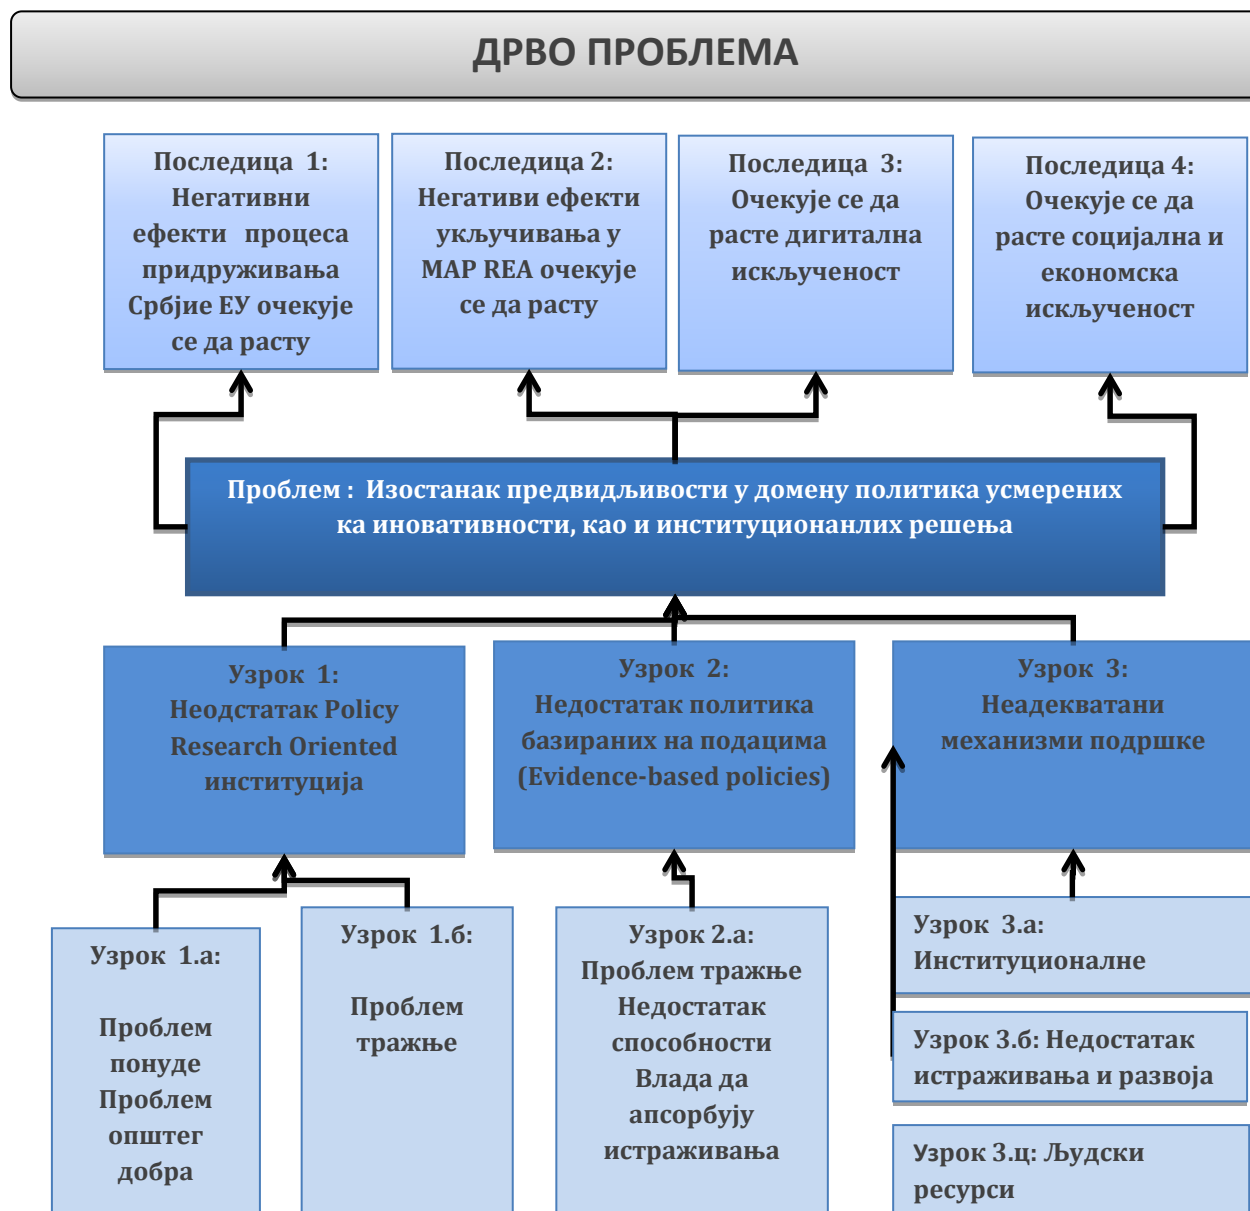 ДРВО ПРОБЛЕМА
Последица 1:
Негативни
ефекти процеса
придруживања
Србјие ЕУ очекује
се да расту
Последица 2:
Негативи ефекти
укључивања у
MAP REA очекује
се да расту
Последица 3:
Очекује се да
расте дигитална
искљученост
Последица 4:
Очекује се да
расте социјална и
економска
искљученост
Проблем : Изостанак предвидљивости у домену политика усмерених
ка иновативности, као и институционанлих решења
Узрок 1:
Неодстатак Policy
Research Oriented
институција
Узрок 2:
Недостатак политика
базираних на подацима
(Evidence-based policies)
Узрок 3:
Неадекватани
механизми подршке
Узрок 1.а:
Проблем
понуде
Проблем
општег
добра
Узрок 1.б:
Проблем
тражње
Узрок 2.а:
Проблем тражње
Недостатак
способности
Влада да
апсорбују
истраживања
Узрок 3.а:
Институционалне
Узрок 3.б: Недостатак
истраживања и развоја
Узрок 3.ц: Људски
ресурси